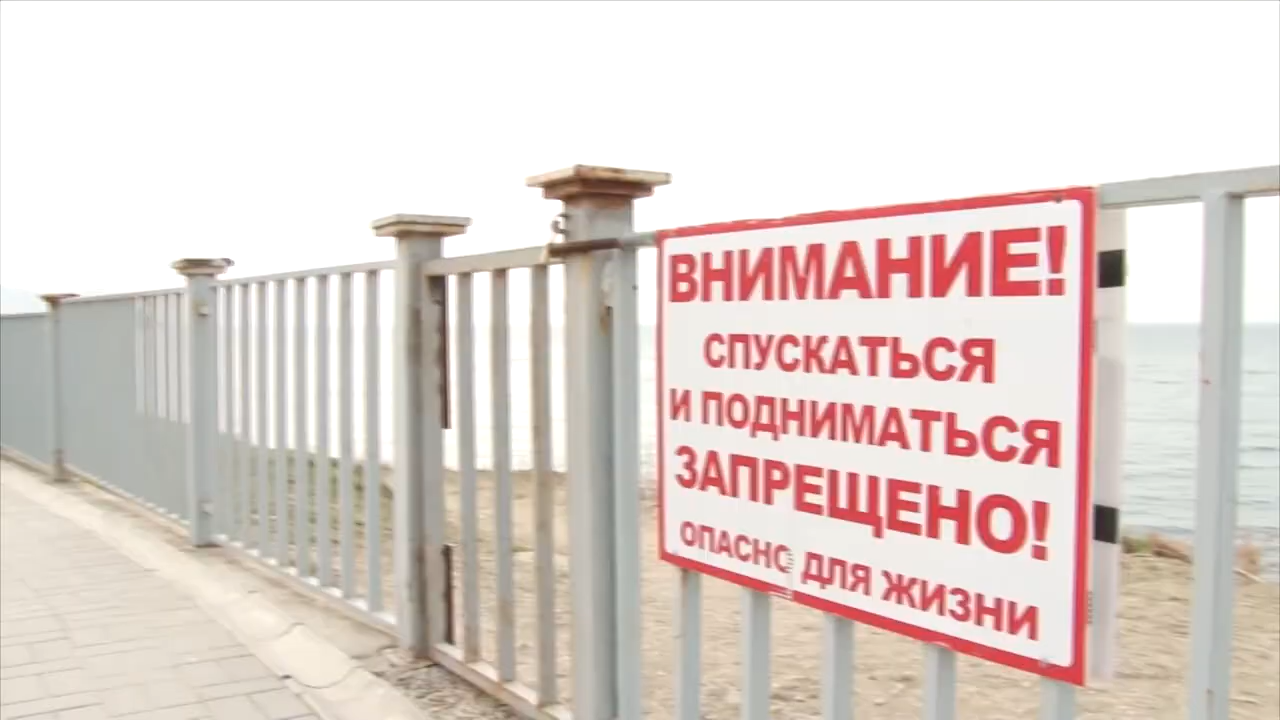 ВНИМАНИЕ!
СПУСКАТЬСЯ
И ПОДНИМАТЬСЯ
ЗАПРЕЩЕНО!
ОПАСНО ДЛЯ ЖИЗНИ